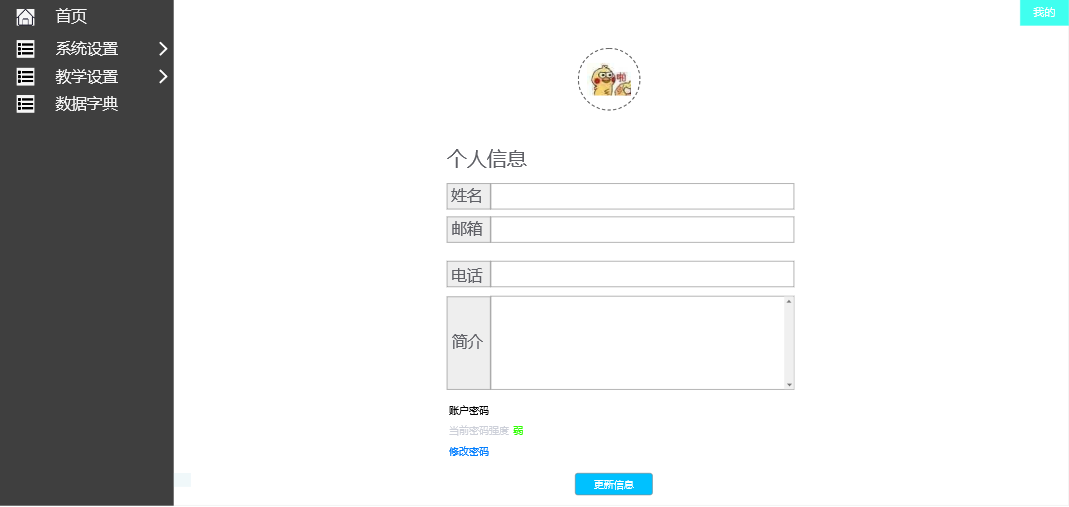 首页
系统设置
教学设置
数据字典
我的
啪
个人信息
姓名
邮箱
电话
简介
账户密码
当前密码强度 弱
修改密码
更新信息